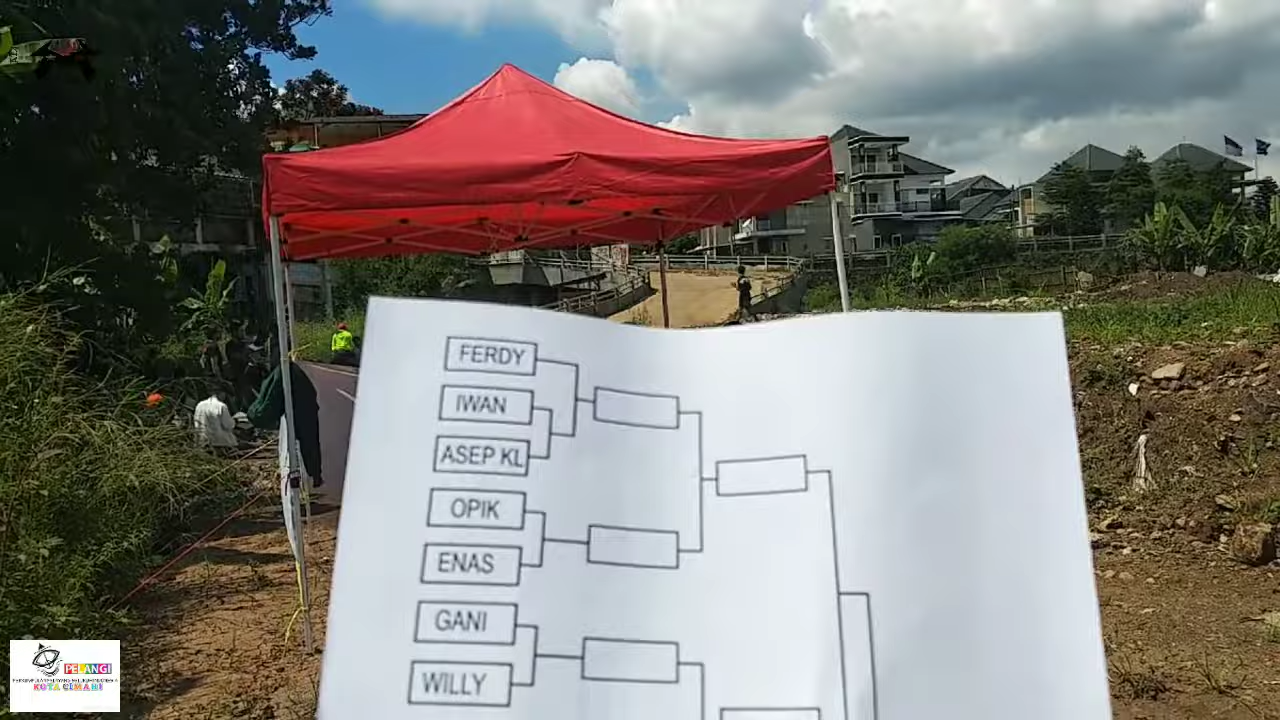 FERDY
IWAN
ASEP KL
OPIK
ENAS
GANI
WILLY
PELANGI
KOTA CIMAHI